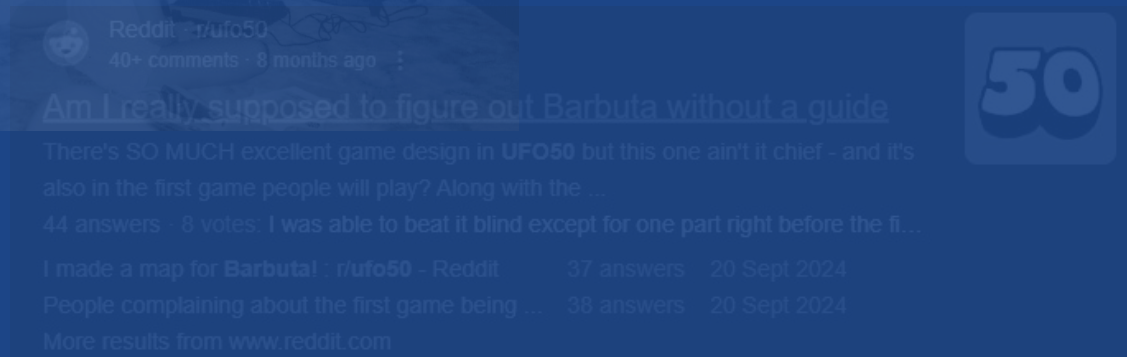 Reddit · r/ufo50
40+ comments · 8 months ago
50
Am I really supposed to figure out Barbuta without a guide
There's SO MUCH excellent game design in UFO50 but this one ain't it chief - and it's
also in the first game people will play? Along with the ...
44 answers · 8 votes: I was able to beat it blind except for one part right before the fi...
I made a map for Barbuta! : r/ufo50 - Reddit 37 answers 20 Sept 2024
People complaining about the first game being ... 38 answers 20 Sept 2024
More results from www.reddit.com